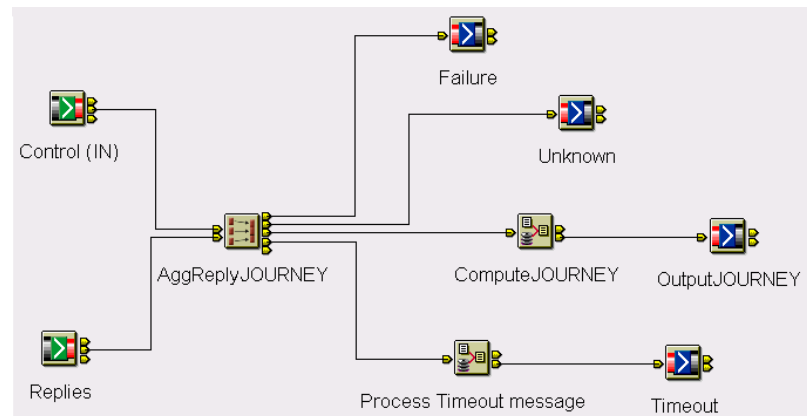 Failure
Control (IN)
Unknown
AggReplyJOURNEY
ComputeJOURNEY
OutputJOURNEY
Replies
Process Timeout message
Timeout